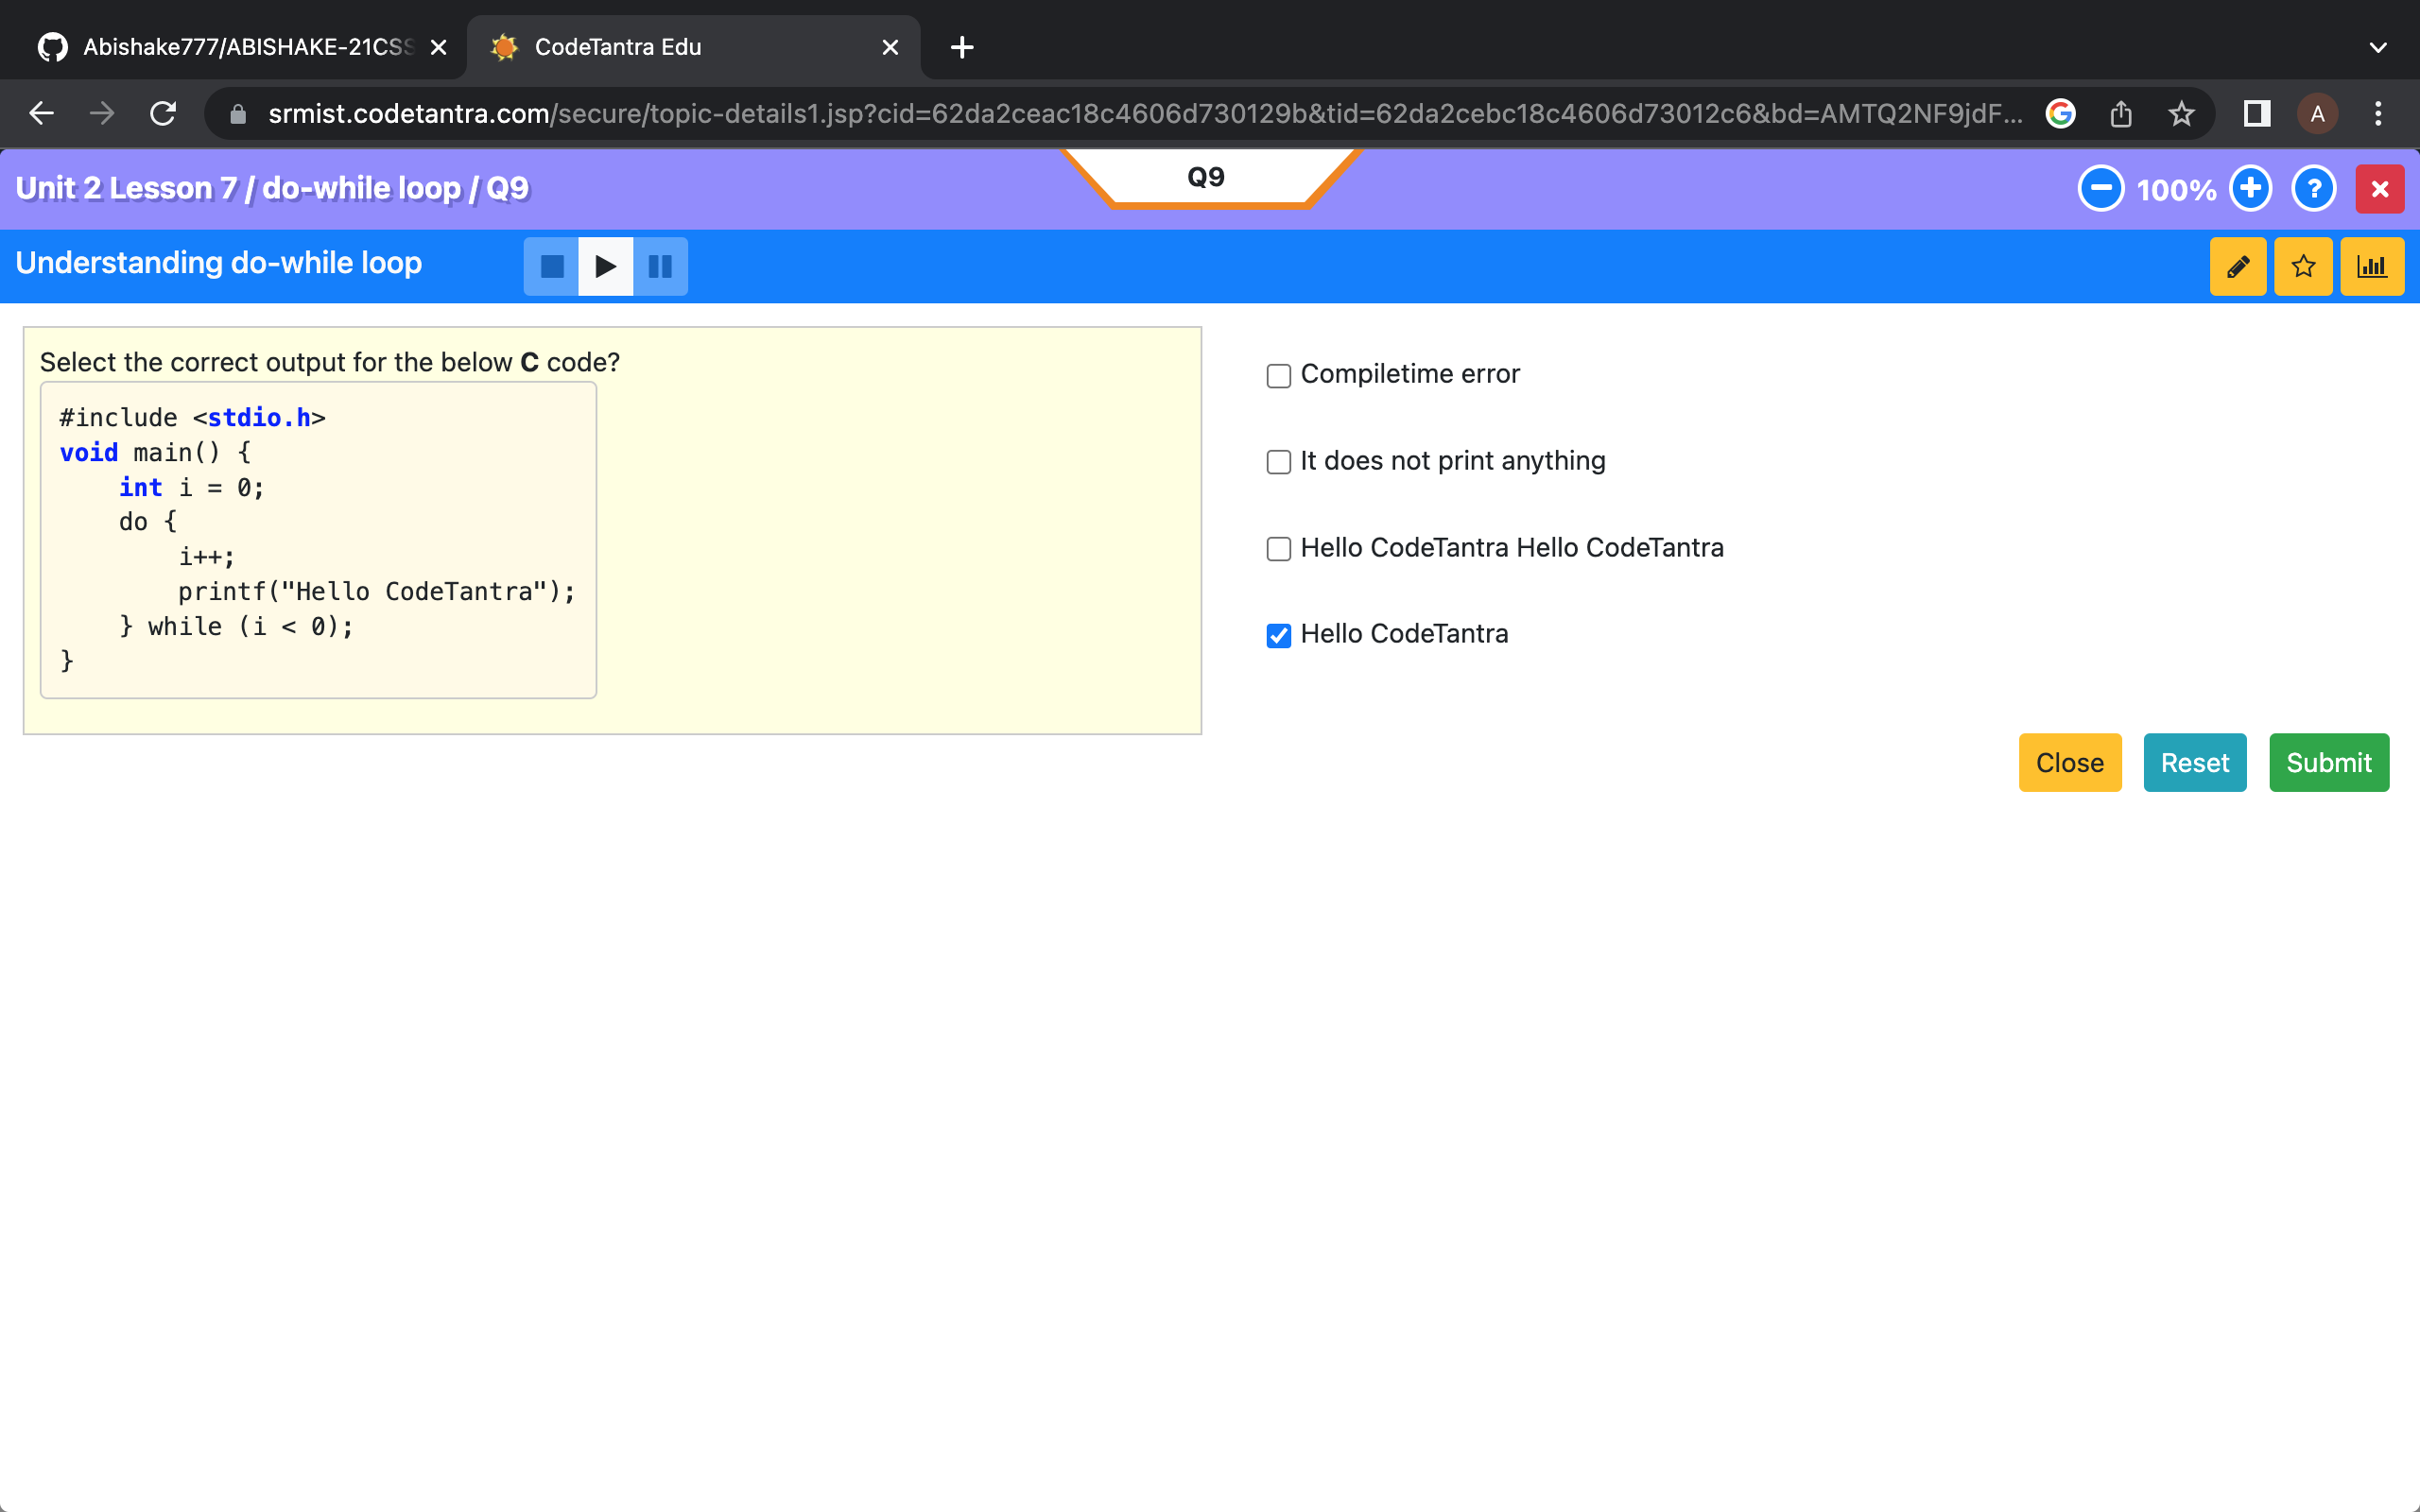 Abishake777/ABISHAKE-21CSS
CodeTantra Edu
srmist.codetantra.com/secure/topic-details1.jsp?cid=62da2ceac18c4606d730129b&tid=62da2cebc18c4606d73012c6&bd=AMTQ2NF9jdF...
A
Unit 2 Lesson 7 / do-while loop / Q9
Q9
100%
?
Understanding do-while loop
Select the correct output for the below C code?
#include <stdio.h>
void main() {
    int i = 0;
    do {
        i++;
        printf("Hello CodeTantra");
    } while (i < 0);
}
Compiletime error
It does not print anything
Hello CodeTantra Hello CodeTantra
Hello CodeTantra
Close
Reset
Submit